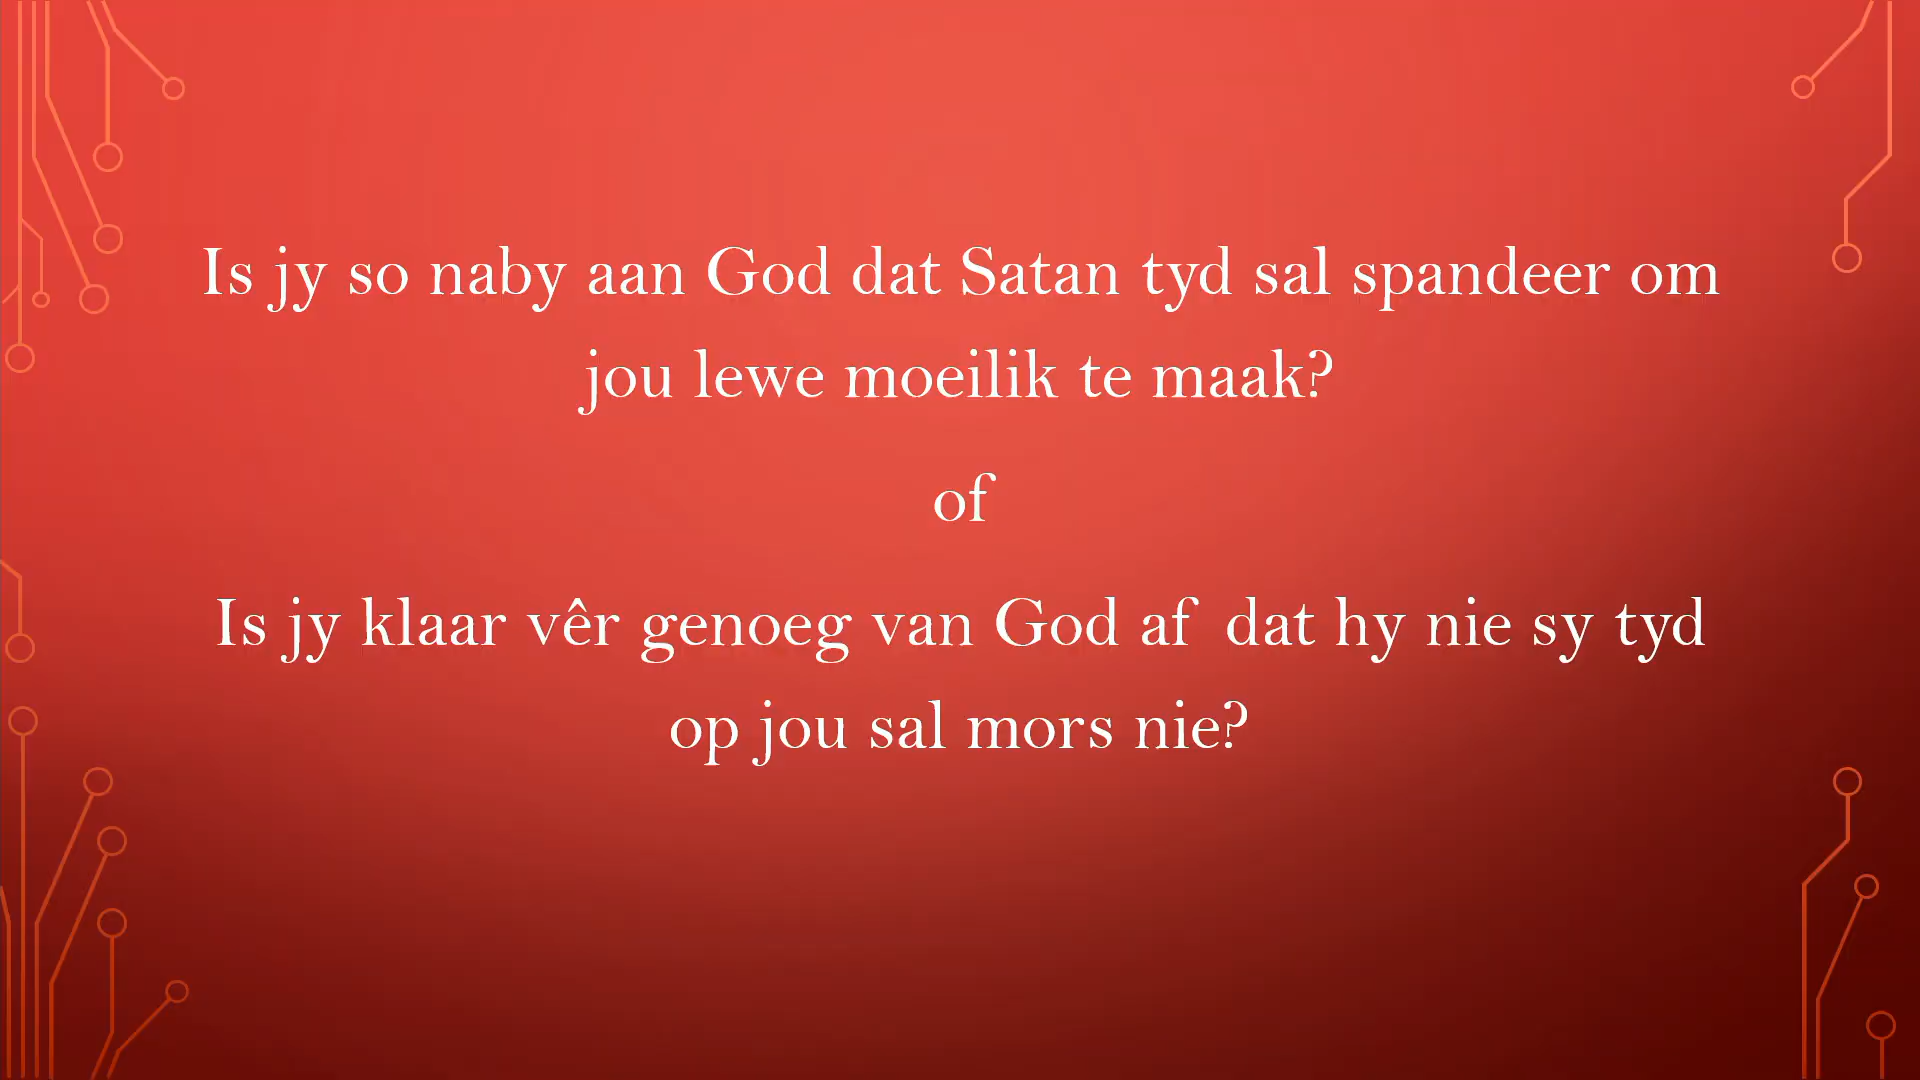 Is jy so naby aan God dat Satan tyd sal spandeer om
jou lewe moeilik te maak?
of
Is jy klaar vêr genoeg van God af  dat hy nie sy tyd
op jou sal mors nie?